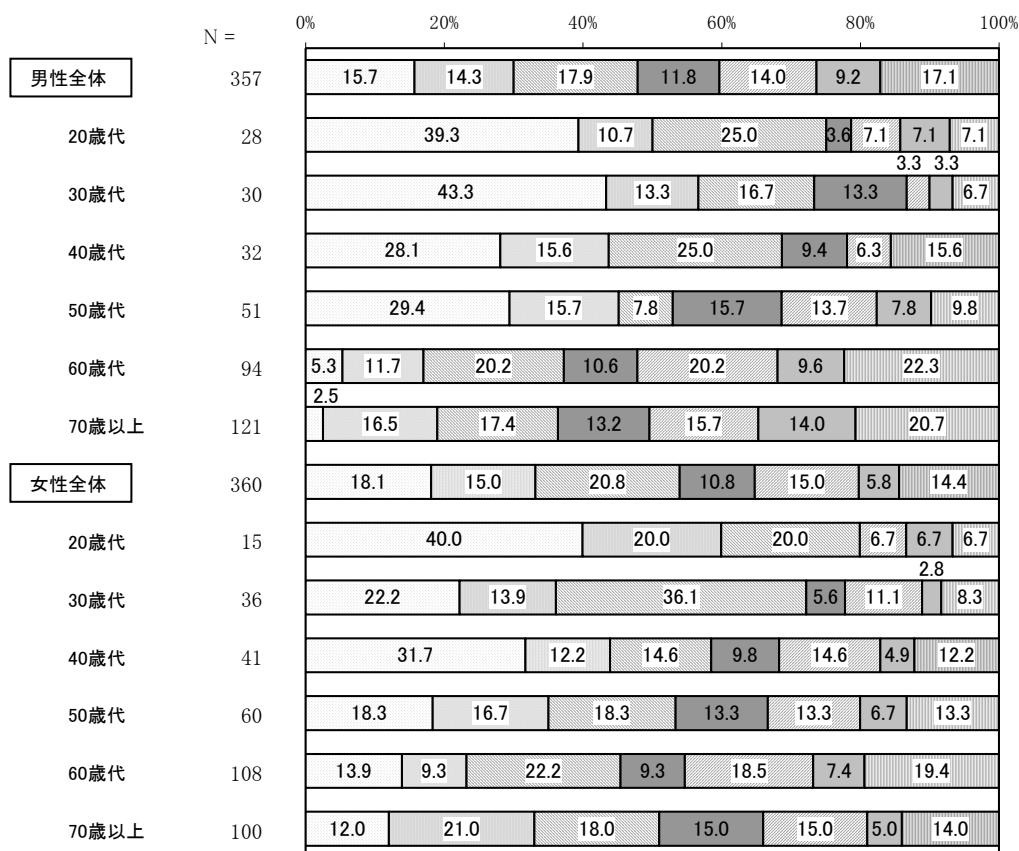 0% 20% 40% 60% 80% 100%
N =
男性全体 357 15.7 14.3 17.9 11.8 14.0 9.2 17.1
20歳代 28 39.3 10.7 25.0 3.6 7.1 7.1 7.1
3.3 3.3
30歳代 30 43.3 13.3 16.7 13.3 6.7
40歳代 32 28.1 15.6 25.0 9.4 6.3 15.6
50歳代 51 29.4 15.7 7.8 15.7 13.7 7.8 9.8
60歳代 94 5.3 11.7 20.2 10.6 20.2 9.6 22.3
2.5
70歳以上 121 16.5 17.4 13.2 15.7 14.0 20.7
女性全体 360 18.1 15.0 20.8 10.8 15.0 5.8 14.4
20歳代 15 40.0 20.0 20.0 6.7 6.7 6.7
2.8
30歳代 36 22.2 13.9 36.1 5.6 11.1 8.3
40歳代 41 31.7 12.2 14.6 9.8 14.6 4.9 12.2
50歳代 60 18.3 16.7 18.3 13.3 13.3 6.7 13.3
60歳代 108 13.9 9.3 22.2 9.3 18.5 7.4 19.4
70歳以上 100 12.0 21.0 18.0 15.0 15.0 5.0 14.0